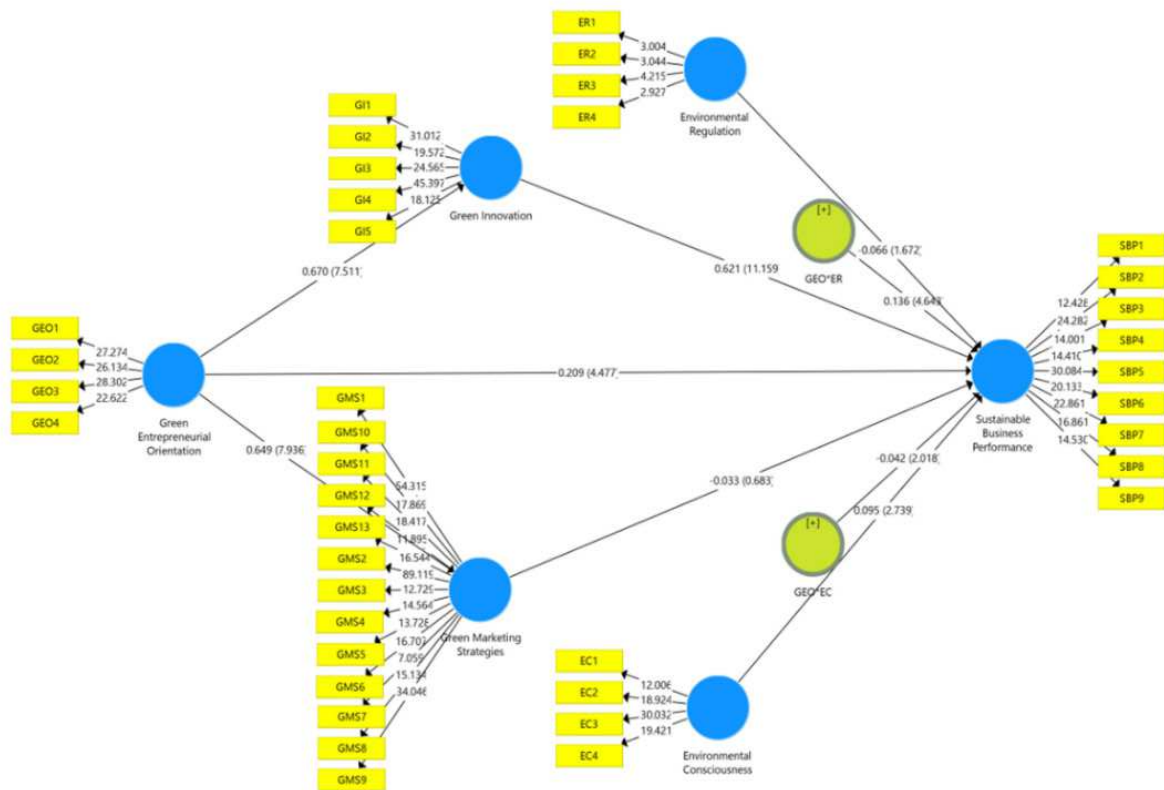 ER1
ER2
ER3
ER4
3.004
3.044
4.215
2.927
Environmental
Regulation
GI1
GI2
GI3
GI4
GI5
31.012
19.572
24.565
45.397
18.125
Green Innovation
[+]
GEO*ER
-0.066 (1.672)
0.670 (7.511)
0.621 (11.159
0.136 (4.643)
SBP1
SBP2
SBP3
SBP4
SBP5
SBP6
SBP7
SBP8
SBP9
12.428
24.282
14.001
14.410
30.084
20.133
22.861
16.861
14.530
Sustainable
Business
Performance
GEO1
GEO2
GEO3
GEO4
27.274
26.134
28.302
22.622
Green
Entrepreneurial
Orientation
0.209 (4.477)
0.649 (7.936)
GMS1
GMS10
GMS11
GMS12
GMS13
GMS2
GMS3
GMS4
GMS5
GMS6
GMS7
GMS8
GMS9
54.315
17.869
18.417
11.895
16.544
89.119
12.729
14.564
13.726
16.707
7.059
15.134
34.046
Green Marketing
Strategies
-0.033 (0.683)
-0.042 (2.018)
0.095 (2.739)
[+]
GEO*EC
EC1
EC2
EC3
EC4
12.006
18.924
30.032
19.421
Environmental
Consciousness